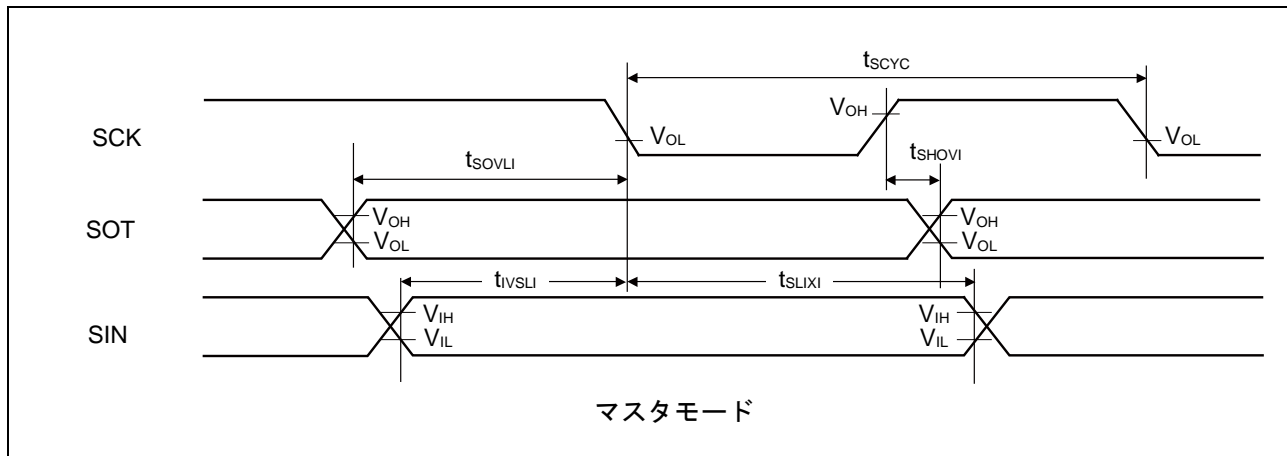 tSCYC
SCK
VOL
VOH
VOL
tSOVLI
tSHOVI
SOT
VOH
VOL
VOH
VOL
tIVSLI
tSLIXI
SIN
VIH
VIL
VIH
VIL
マスタモード